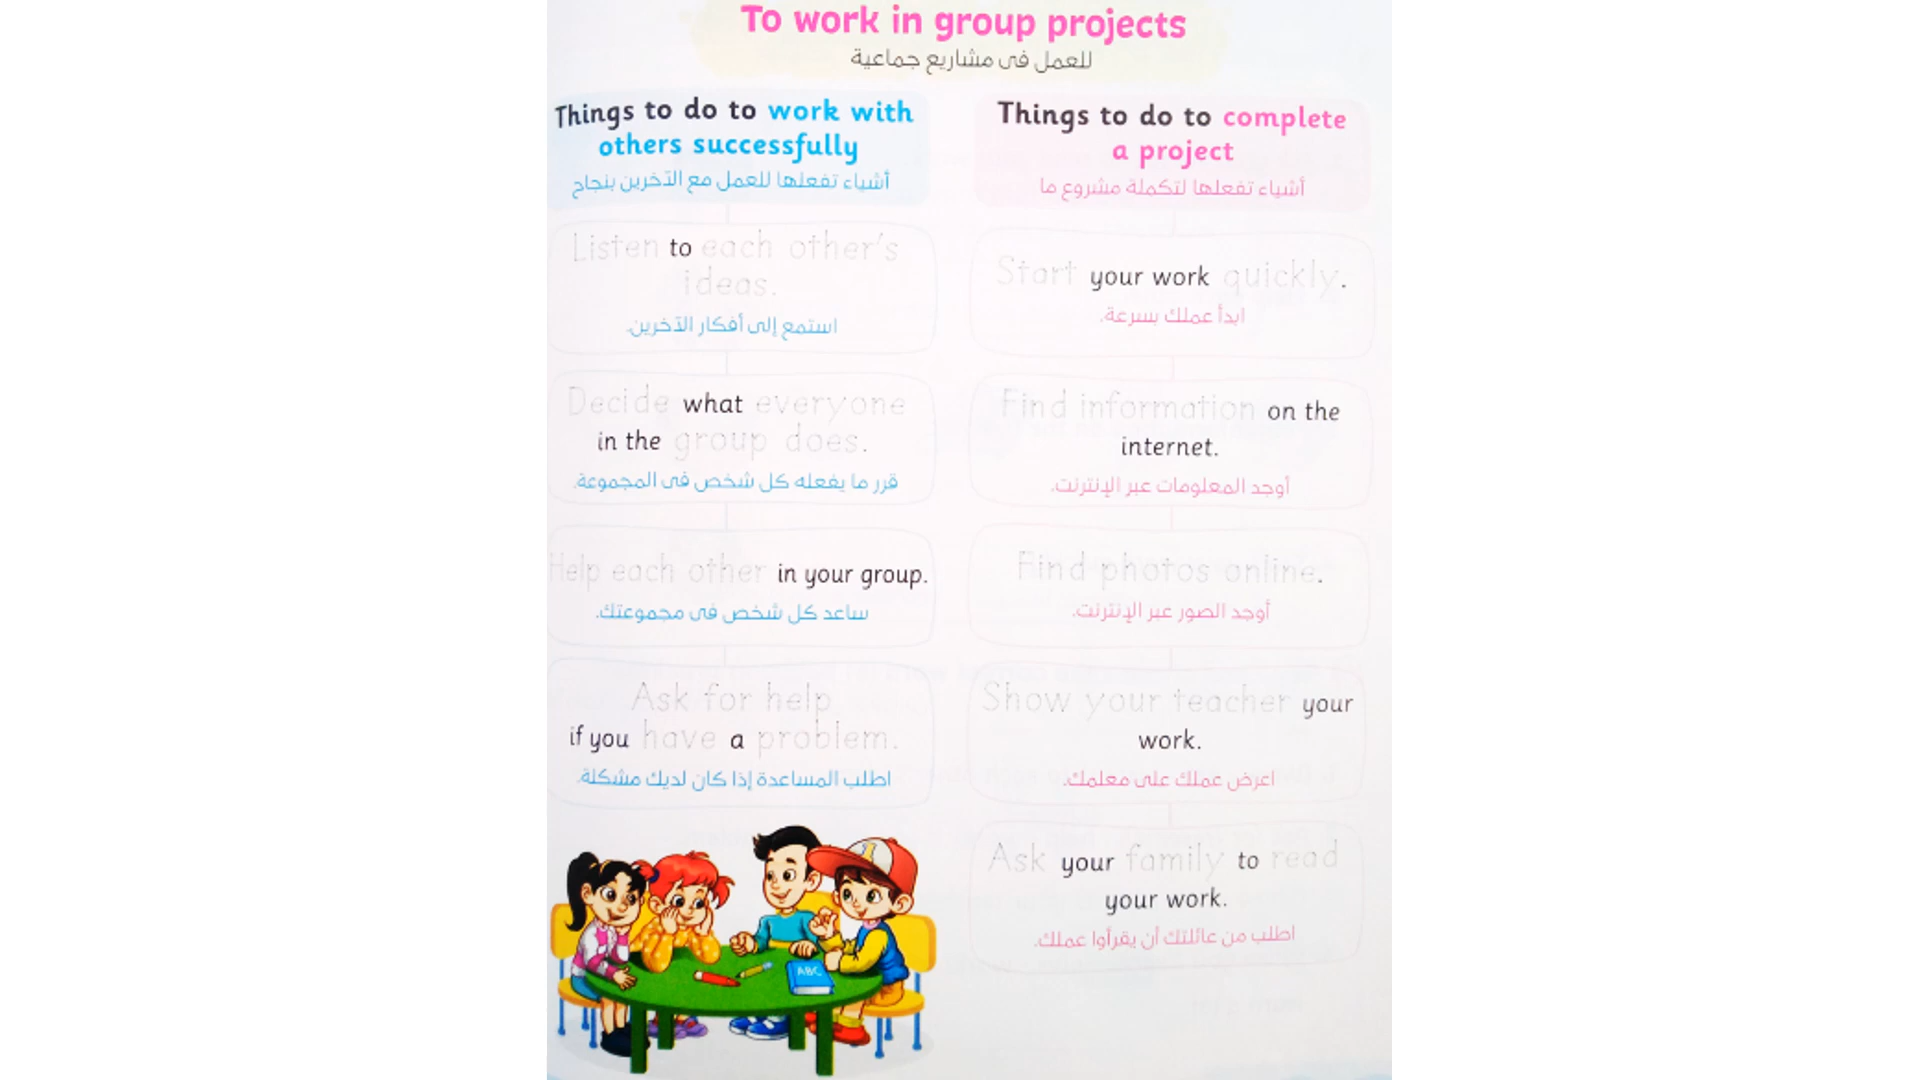 To work in group projects
للعمل فى مشاريع جماعية
Things to do to work with
others successfully
أشياء تفعلها للعمل مع الآخرين بنجاح
Listen to each other's
ideas.
استمع إلى أفكار الآخرين.
Decide what everyone
in the group does.
قرر ما يفعله كل شخص فى المجموعة.
Help each other in your group.
ساعد كل شخص فى مجموعتك.
Ask for help
if you have a problem.
اطلب المساعدة إذا كان لديك مشكلة.
Things to do to complete
a project
أشياء تفعلها لتكملة مشروع ما
Start your work quickly.
ابدأ عملك بسرعة.
Find information on the
internet.
أوجد المعلومات عبر الإنترنت.
Find photos online.
أوجد الصور عبر الإنترنت.
Show your teacher your
work.
اعرض عملك على معلمك.
Ask your family to read
your work.
اطلب من عائلتك أن يقرأوا عملك.
ABC
1